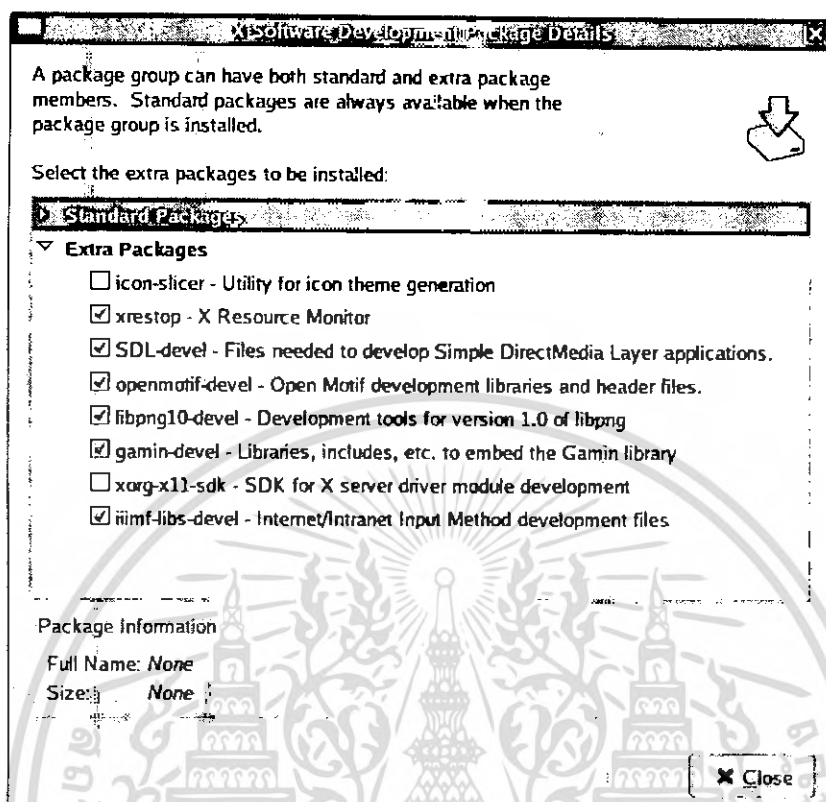 X Software Development Package Details
A package group can have both standard and extra package
members. Standard packages are always available when the
package group is installed.
Select the extra packages to be installed:
Standard Packages
Extra Packages
icon-slicer - Utility for icon theme generation
xrestop - X Resource Monitor
SDL-devel - Files needed to develop Simple DirectMedia Layer applications.
openmotif-devel - Open Motif development libraries and header files.
libpng10-devel - Development tools for version 1.0 of libpng
gamin-devel - Libraries, includes, etc. to embed the Gamin library
xorg-x11-sdk - SDK for X server driver module development
iiimf-libs-devel - Internet/Intranet Input Method development files
Package Information
Full Name: None
Size: None
Close